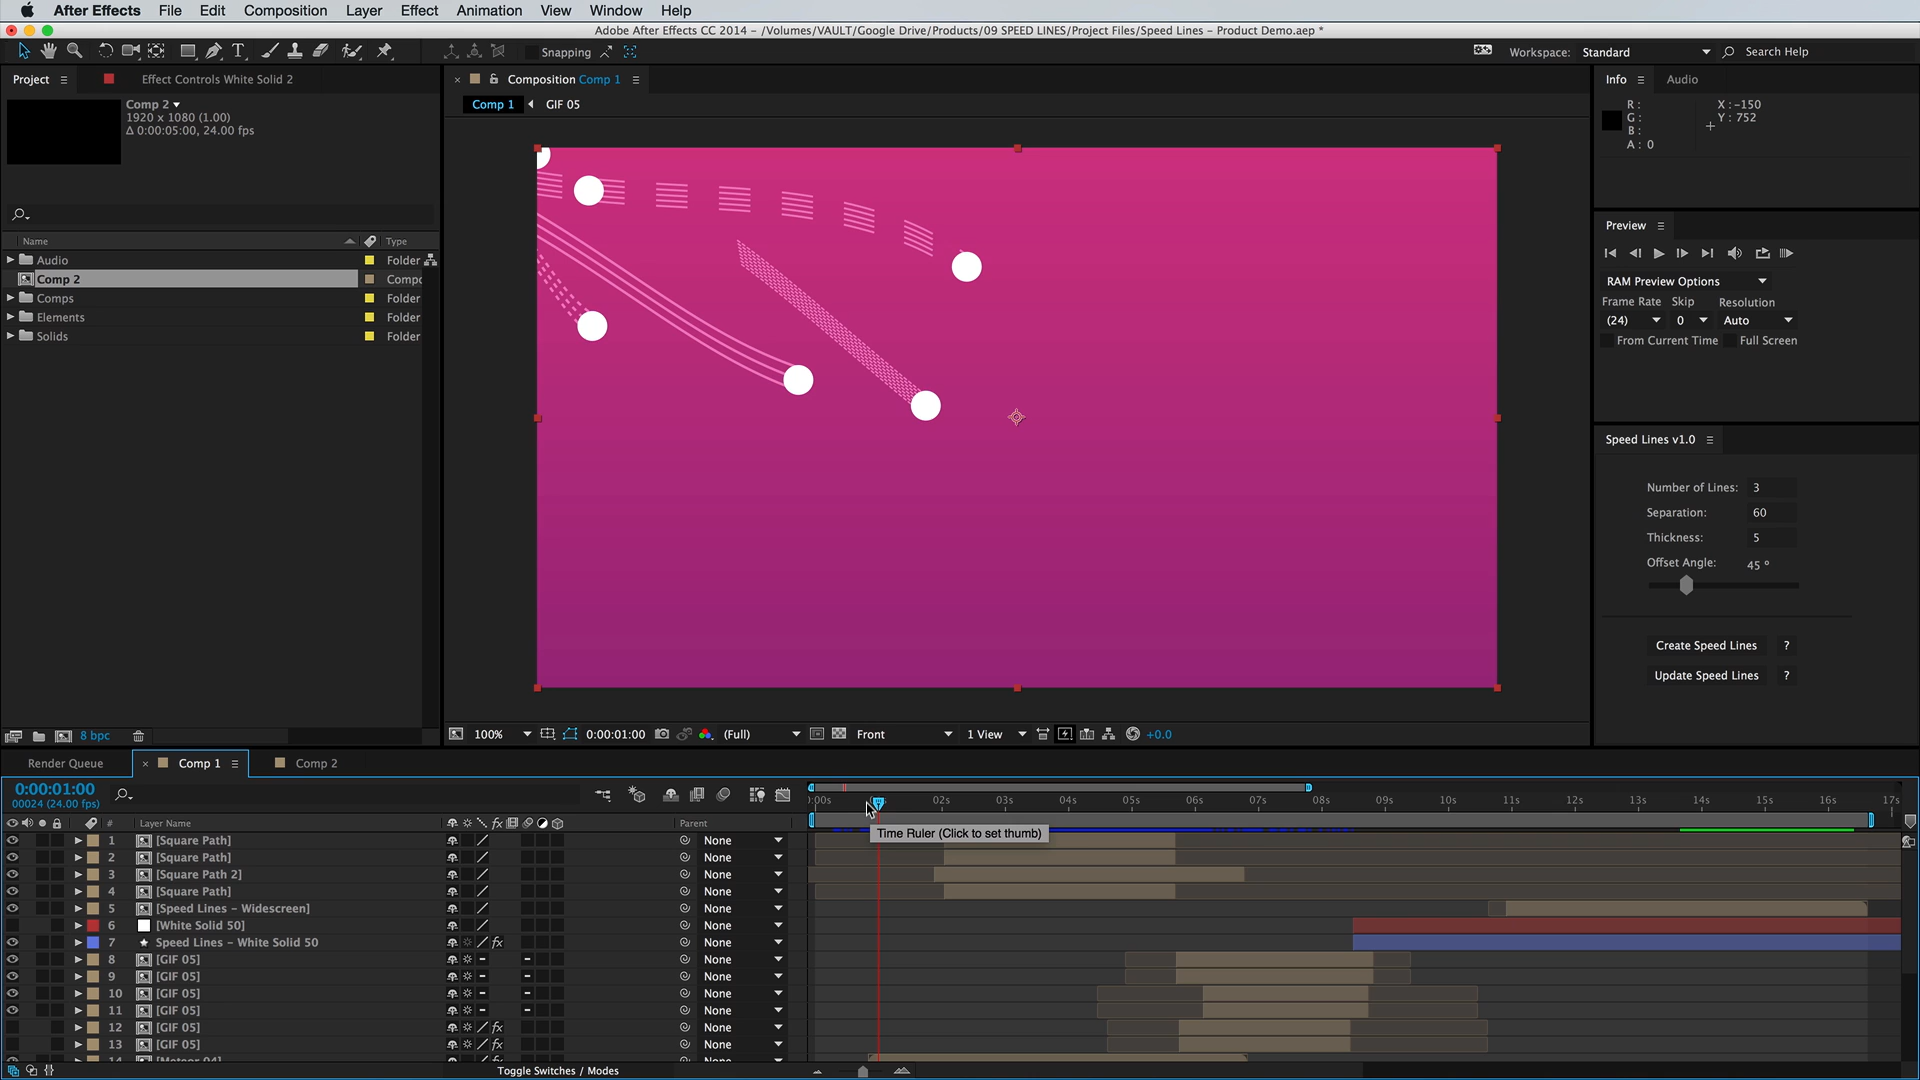 After Effects File Edit Composition Layer Effect Animation View Window Help
Adobe After Effects CC 2014 – /Volumes/VAULT/Google Drive/Products/09 SPEED LINES/Project Files/Speed Lines – Product Demo.aep *
T Snapping Workspace: Standard Search Help
Project Effect Controls White Solid 2
Composition Comp 1
Info Audio
Comp 2
1920 x 1080 (1.00)
Δ 0:00:05:00, 24.00 fps
Comp 1 GIF 05
R : X : -150
G : Y : 752
B :
A : 0
Name Type
Audio Folder
Comp 2 Compo
Comps Folder
Elements Folder
Solids Folder
8 bpc
Preview
RAM Preview Options
Frame Rate Skip Resolution
(24) 0 Auto
From Current Time Full Screen
Speed Lines v1.0
Number of Lines: 3
Separation: 60
Thickness: 5
Offset Angle: 45 º
Create Speed Lines ?
Update Speed Lines ?
100% 0:00:01:00 (Full) Front 1 View +0.0
Render Queue Comp 1 Comp 2
0:00:01:00
00024 (24.00 fps)
02s 03s 04s 05s 06s 07s 08s 09s 10s 11s 12s 13s 14s 15s 16s 17s
# Layer Name fx Parent
Time Ruler (Click to set thumb)
1 [Square Path] None
2 [Square Path] None
3 [Square Path 2] None
4 [Square Path] None
5 [Speed Lines – Widescreen] None
6 [White Solid 50] None
7 Speed Lines – White Solid 50 fx None
8 [GIF 05] None
9 [GIF 05] None
10 [GIF 05] None
11 [GIF 05] None
12 [GIF 05] fx None
13 [GIF 05] fx None
14 [Meteor 04] fx None
Toggle Switches / Modes